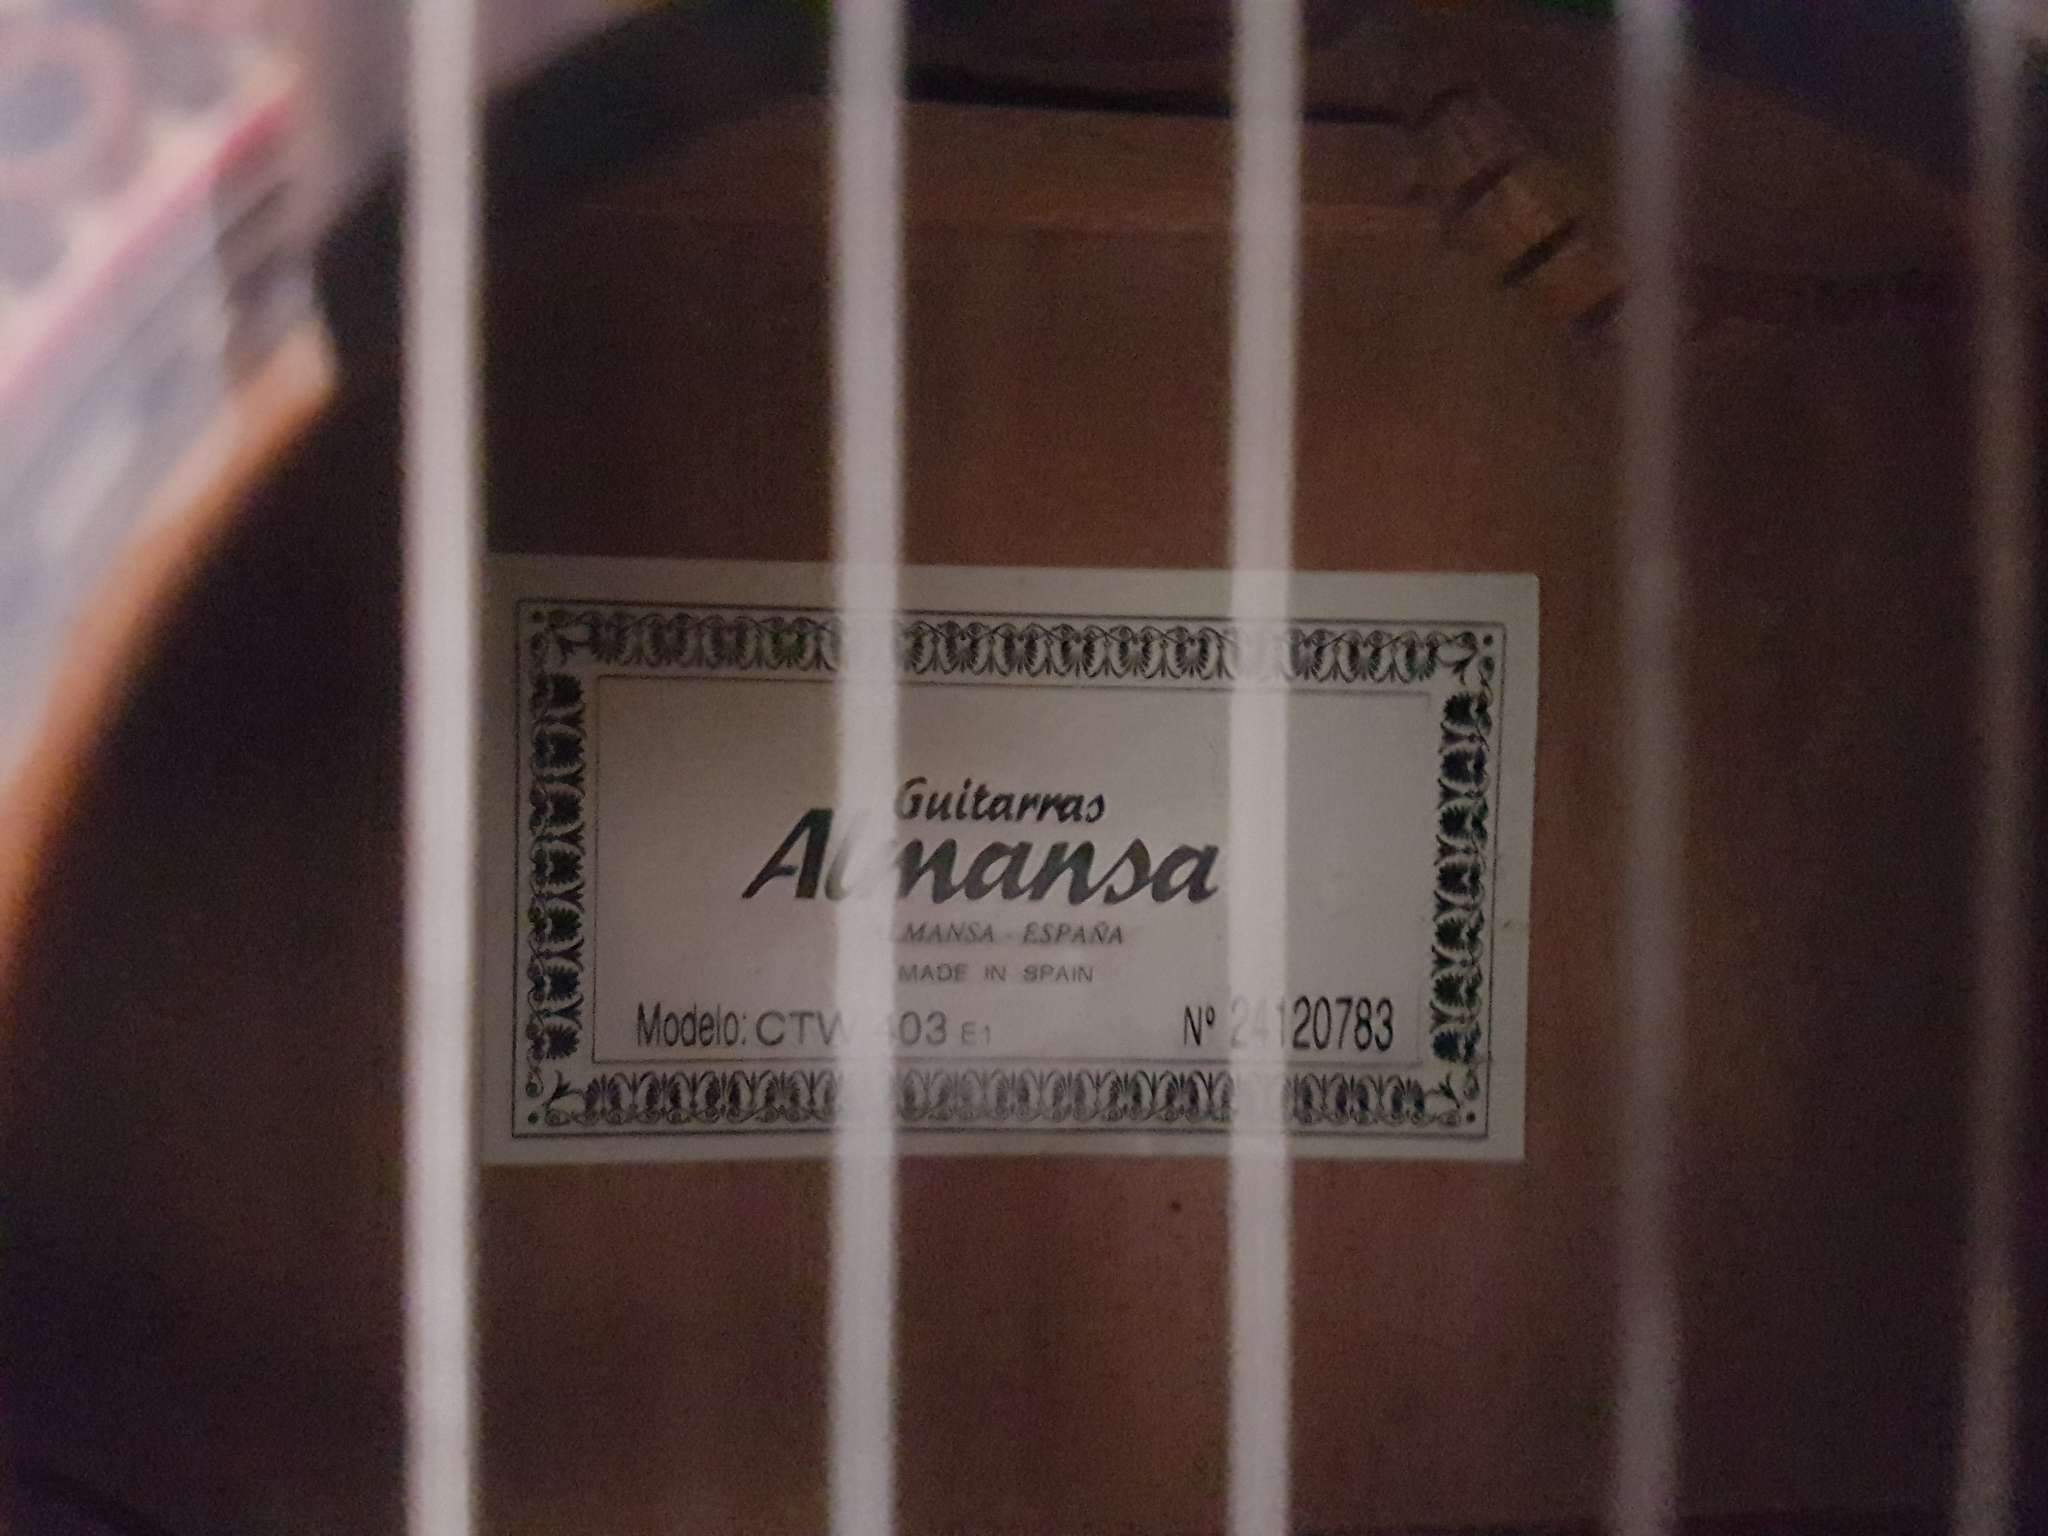 Guitarras
Almansa
ALMANSA - ESPAÑA
MADE IN SPAIN
Modelo: CTW 403 E1 Nº 24120783